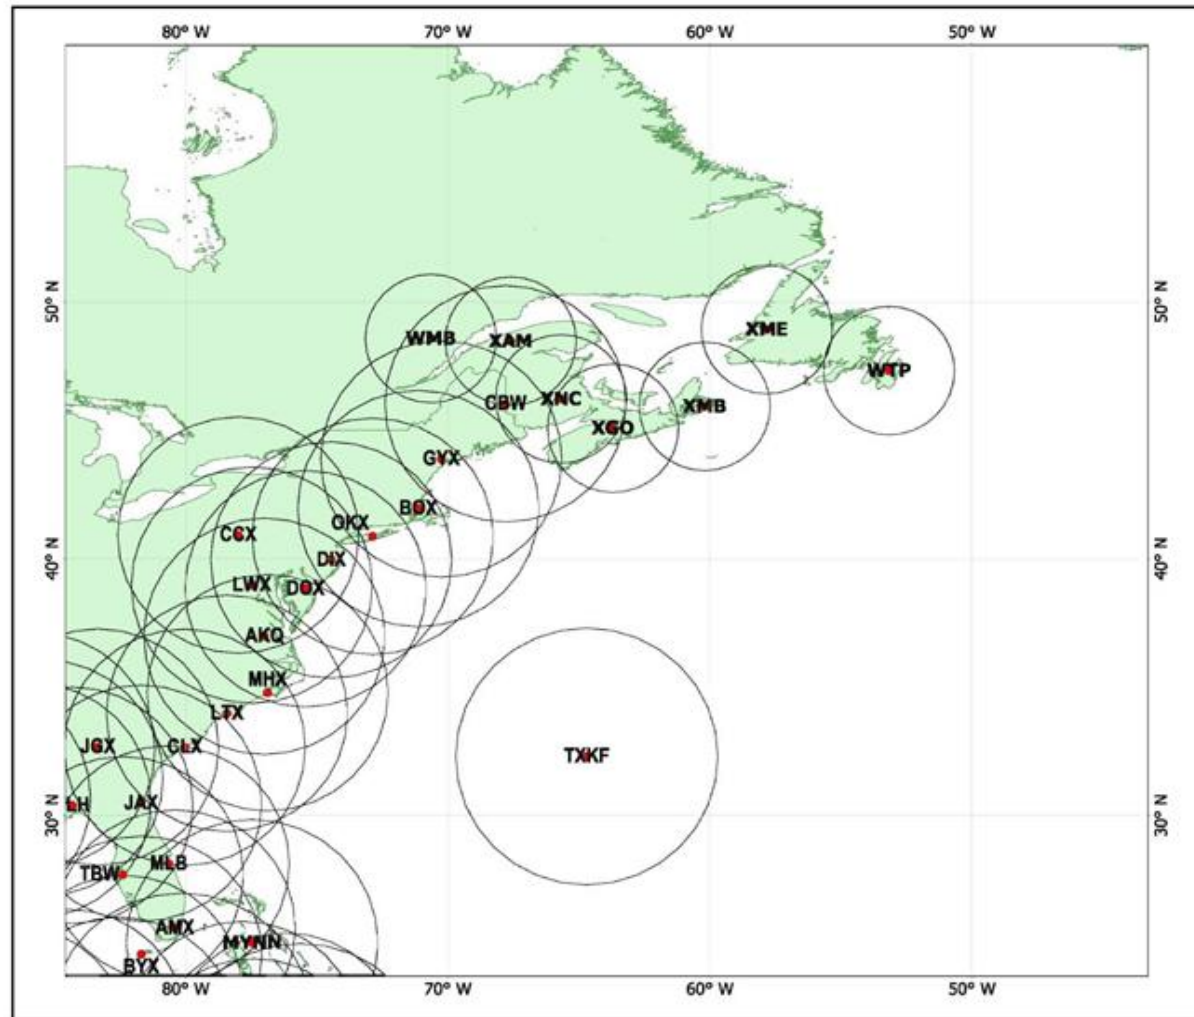 80° W 70° W 60° W 50° W
50° N 50° N
WMB XAM XME
WTP
CBW XNC XMB
XGO
GYX
BOX
OKX
CCX
40° N 40° N
DIX
LWX DOX
AKQ
MHX
LTX
JGX CLX TXKF
LH JAX
30° N 30° N
TBW MLB
AMX
MYNN
BYX
80° W 70° W 60° W 50° W